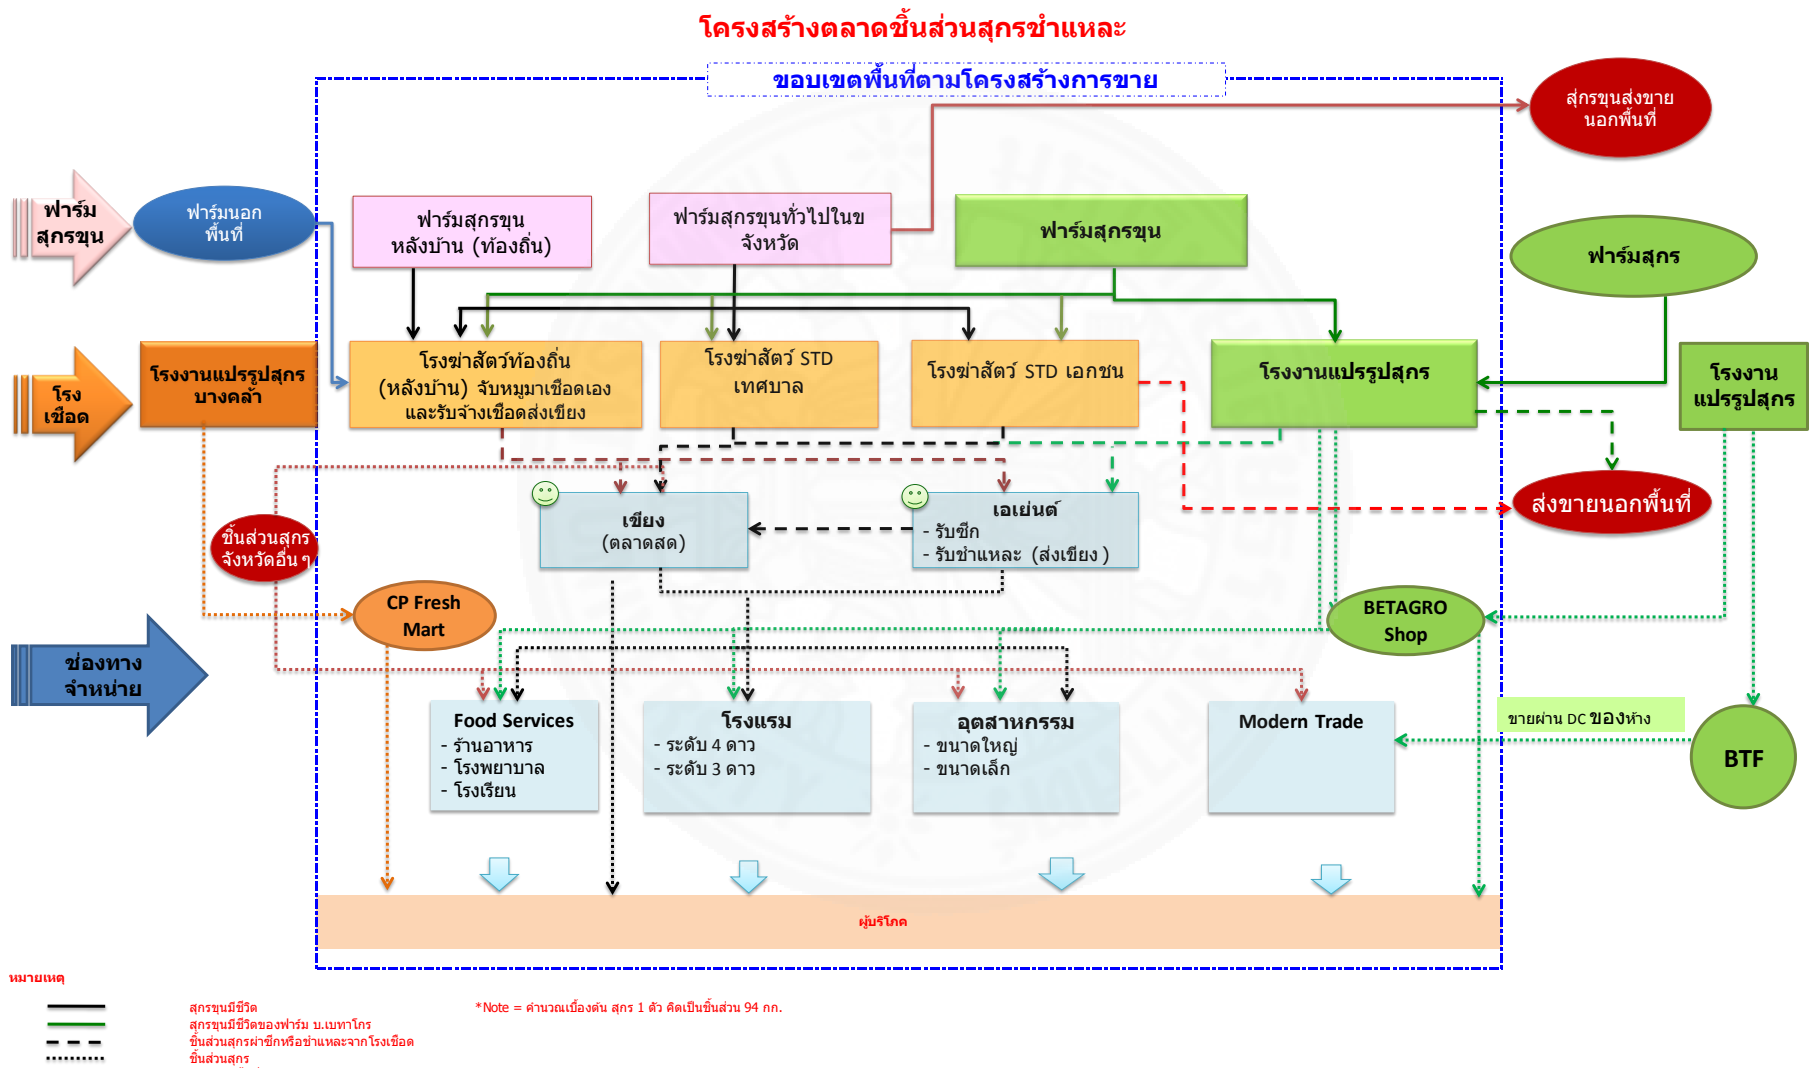 โครงสร้างตลาดชิ้นส่วนสุกรชำแหละ
ขอบเขตพื้นที่ตามโครงสร้างการขาย
สุกรขุนส่งขาย
นอกพื้นที่
ฟาร์ม
สุกรขุน
ฟาร์มนอก
พื้นที่
ฟาร์มสุกรขุน
หลังบ้าน (ท้องถิ่น)
ฟาร์มสุกรขุนทั่วไปในข
จังหวัด
ฟาร์มสุกรขุน
ฟาร์มสุกร
โรง
เชือด
โรงงานแปรรูปสุกร
บางคล้า
โรงฆ่าสัตว์ท้องถิ่น
(หลังบ้าน) จับหมูมาเชือดเอง
และรับจ้างเชือดส่งเขียง
โรงฆ่าสัตว์ STD
เทศบาล
โรงฆ่าสัตว์ STD เอกชน
โรงงานแปรรูปสุกร
โรงงาน
แปรรูปสุกร
ชิ้นส่วนสุกร
จังหวัดอื่น ๆ
เขียง
(ตลาดสด)
เอเย่นต์
- รับซีก
- รับชำแหละ (ส่งเขียง)
ส่งขายนอกพื้นที่
CP Fresh
Mart
BETAGRO
Shop
ช่องทาง
จำหน่าย
Food Services
- ร้านอาหาร
- โรงพยาบาล
- โรงเรียน
โรงแรม
- ระดับ 4 ดาว
- ระดับ 3 ดาว
อุตสาหกรรม
- ขนาดใหญ่
- ขนาดเล็ก
Modern Trade
ขายผ่าน DC ของห้าง
BTF
ผู้บริโภค
หมายเหตุ
สุกรขุนมีชีวิต
*Note = คำนวณเบื้องต้น สุกร 1 ตัว คิดเป็นชิ้นส่วน 94 กก.
สุกรขุนมีชีวิตของฟาร์ม บ.เบทาโกร
ชิ้นส่วนสุกรผ่าซีกหรือชำแหละจากโรงเชือด
ชิ้นส่วนสุกร